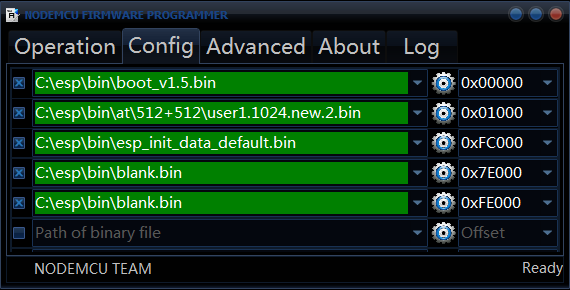 NODEMCU FIRMWARE PROGRAMMER
Operation Config Advanced About Log
C:\esp\bin\boot_v1.5.bin 0x00000
C:\esp\bin\at\512+512\user1.1024.new.2.bin 0x01000
C:\esp\bin\esp_init_data_default.bin 0xFC000
C:\esp\bin\blank.bin 0x7E000
C:\esp\bin\blank.bin 0xFE000
Path of binary file Offset
NODEMCU TEAM Ready